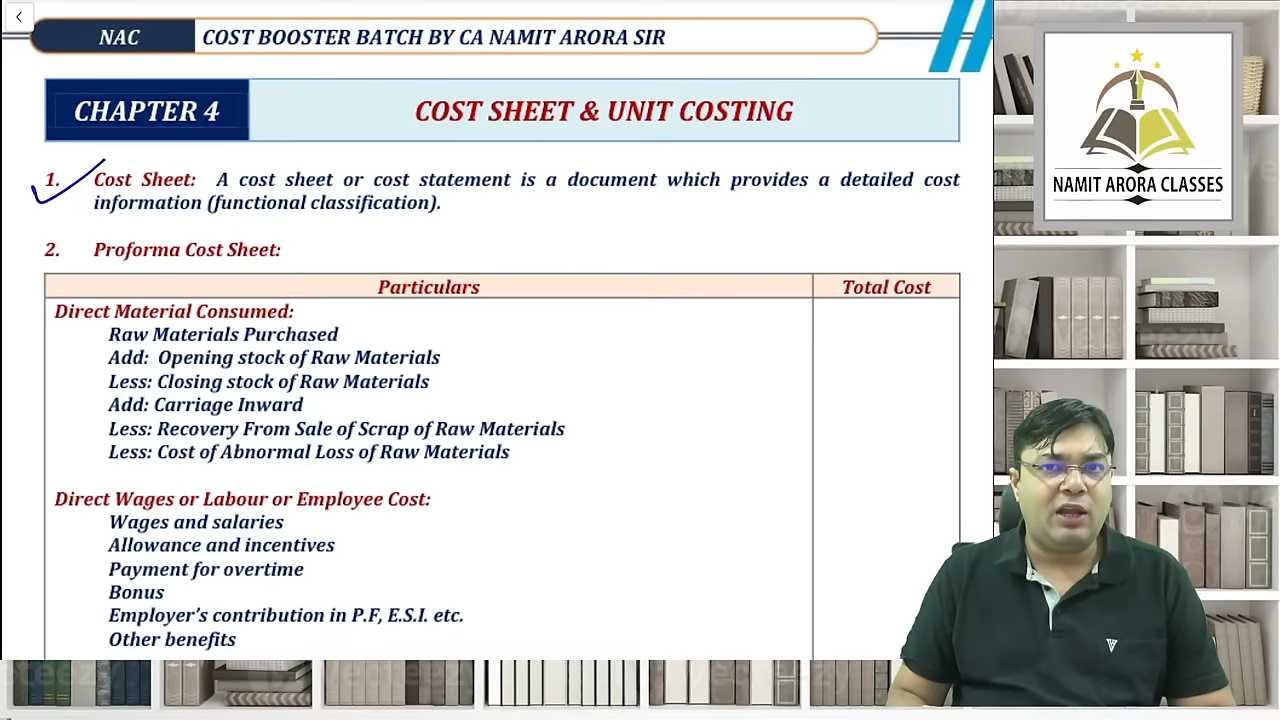 NAC
COST BOOSTER BATCH BY CA NAMIT ARORA SIR
CHAPTER 4
COST SHEET & UNIT COSTING
1. Cost Sheet: A cost sheet or cost statement is a document which provides a detailed cost
information (functional classification).
2. Proforma Cost Sheet:
Particulars Total Cost
Direct Material Consumed:
Raw Materials Purchased
Add: Opening stock of Raw Materials
Less: Closing stock of Raw Materials
Add: Carriage Inward
Less: Recovery From Sale of Scrap of Raw Materials
Less: Cost of Abnormal Loss of Raw Materials
Direct Wages or Labour or Employee Cost:
Wages and salaries
Allowance and incentives
Payment for overtime
Bonus
Employer's contribution in P.F, E.S.I. etc.
Other benefits
NAMIT ARORA CLASSES